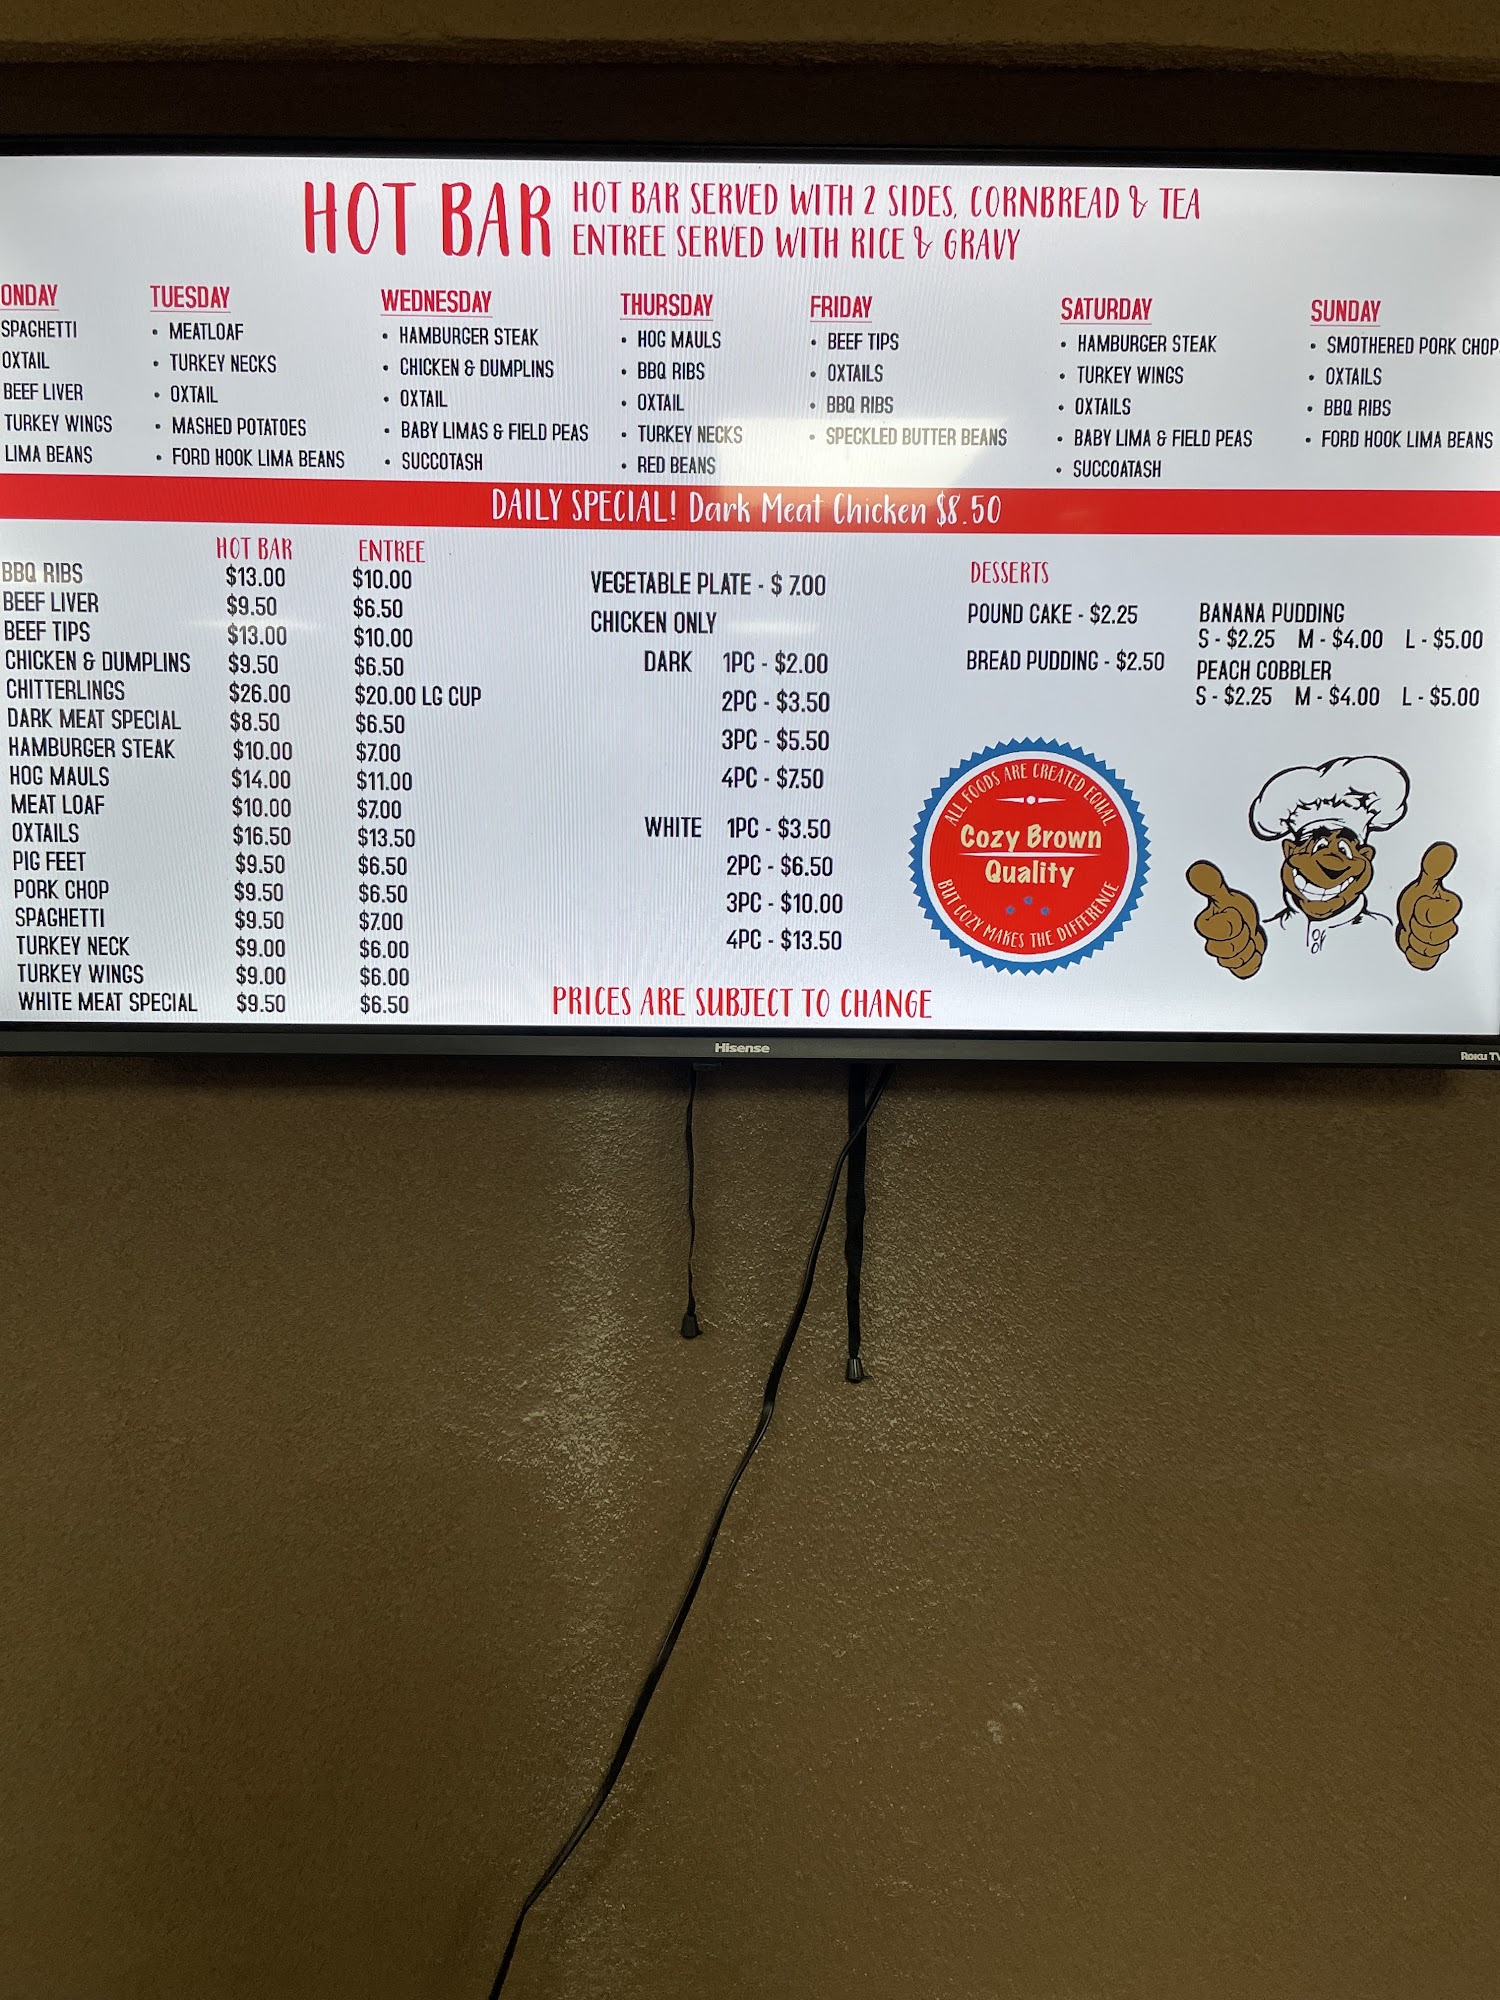 HOT BAR
HOT BAR SERVED WITH 2 SIDES, CORNBREAD & TEA
ENTREE SERVED WITH RICE & GRAVY
ONDAY
SPAGHETTI
OXTAIL
BEEF LIVER
TURKEY WINGS
LIMA BEANS
TUESDAY
• MEATLOAF
• TURKEY NECKS
• OXTAIL
• MASHED POTATOES
• FORD HOOK LIMA BEANS
WEDNESDAY
• HAMBURGER STEAK
• CHICKEN & DUMPLINS
• OXTAIL
• BABY LIMAS & FIELD PEAS
• SUCCOTASH
THURSDAY
• HOG MAULS
• BBQ RIBS
• OXTAIL
• TURKEY NECKS
• RED BEANS
FRIDAY
• BEEF TIPS
• OXTAILS
• BBQ RIBS
• SPECKLED BUTTER BEANS
SATURDAY
• HAMBURGER STEAK
• TURKEY WINGS
• OXTAILS
• BABY LIMA & FIELD PEAS
• SUCCOATASH
SUNDAY
• SMOTHERED PORK CHOP
• OXTAILS
• BBQ RIBS
• FORD HOOK LIMA BEANS
DAILY SPECIAL! Dark Meat Chicken $8.50
HOT BAR ENTREE
BBQ RIBS $13.00 $10.00
BEEF LIVER $9.50 $6.50
BEEF TIPS $13.00 $10.00
CHICKEN & DUMPLINS $9.50 $6.50
CHITTERLINGS $26.00 $20.00 LG CUP
DARK MEAT SPECIAL $8.50 $6.50
HAMBURGER STEAK $10.00 $7.00
HOG MAULS $14.00 $11.00
MEAT LOAF $10.00 $7.00
OXTAILS $16.50 $13.50
PIG FEET $9.50 $6.50
PORK CHOP $9.50 $6.50
SPAGHETTI $9.50 $7.00
TURKEY NECK $9.00 $6.00
TURKEY WINGS $9.00 $6.00
WHITE MEAT SPECIAL $9.50 $6.50
VEGETABLE PLATE - $ 7.00
CHICKEN ONLY
DARK 1PC - $2.00
2PC - $3.50
3PC - $5.50
4PC - $7.50
WHITE 1PC - $3.50
2PC - $6.50
3PC - $10.00
4PC - $13.50
DESSERTS
POUND CAKE - $2.25
BREAD PUDDING - $2.50
BANANA PUDDING
S - $2.25 M - $4.00 L - $5.00
PEACH COBBLER
S - $2.25 M - $4.00 L - $5.00
ALL FOODS ARE CREATED EQUAL
Cozy Brown
Quality
BUT COZY MAKES THE DIFFERENCE
PRICES ARE SUBJECT TO CHANGE
Hisense
Roku TV